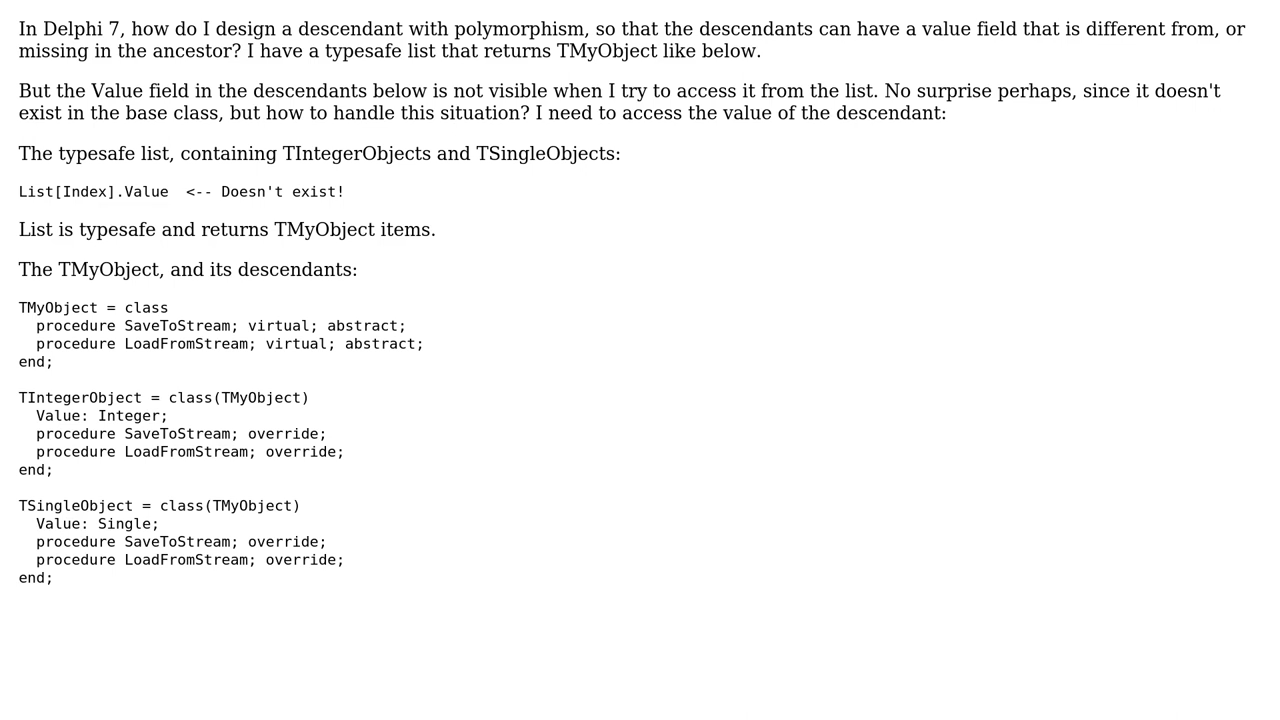 In Delphi 7, how do I design a descendant with polymorphism, so that the descendants can have a value field that is different from, or
missing in the ancestor? I have a typesafe list that returns TMyObject like below.
But the Value field in the descendants below is not visible when I try to access it from the list. No surprise perhaps, since it doesn't
exist in the base class, but how to handle this situation? I need to access the value of the descendant:
The typesafe list, containing TIntegerObjects and TSingleObjects:
List[Index].Value  <-- Doesn't exist!
List is typesafe and returns TMyObject items.
The TMyObject, and its descendants:
TMyObject = class
  procedure SaveToStream; virtual; abstract;
  procedure LoadFromStream; virtual; abstract;
end;
TIntegerObject = class(TMyObject)
  Value: Integer;
  procedure SaveToStream; override;
  procedure LoadFromStream; override;
end;
TSingleObject = class(TMyObject)
  Value: Single;
  procedure SaveToStream; override;
  procedure LoadFromStream; override;
end;